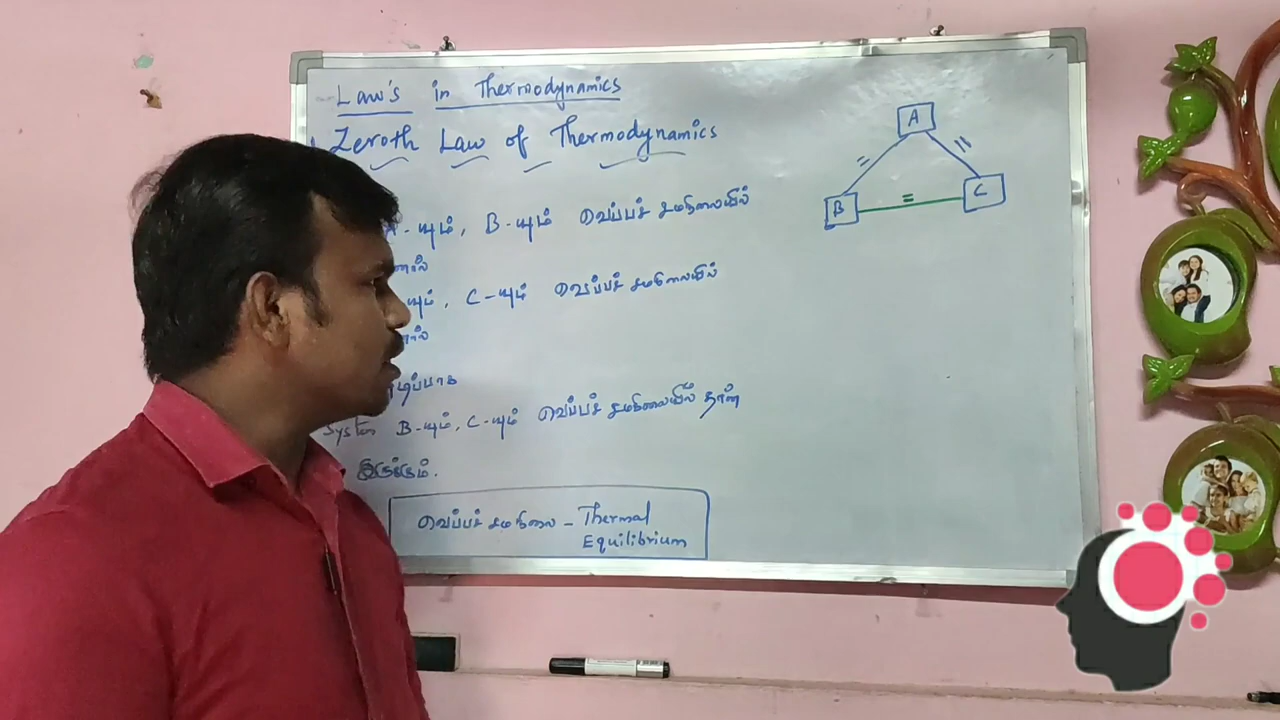 Law's in Thermodynamics
Zeroth Law of Thermodynamics
A-யும், B-யும் வெப்பச் சமநிலையில்
யும், C-யும் வெப்பச் சமநிலையில்
System B-யும், C-யும் வெப்பச் சமநிலையில் தான்
இருக்கும்.
வெப்பச் சமநிலை - Thermal
Equilibrium
A
=
=
B
=
C